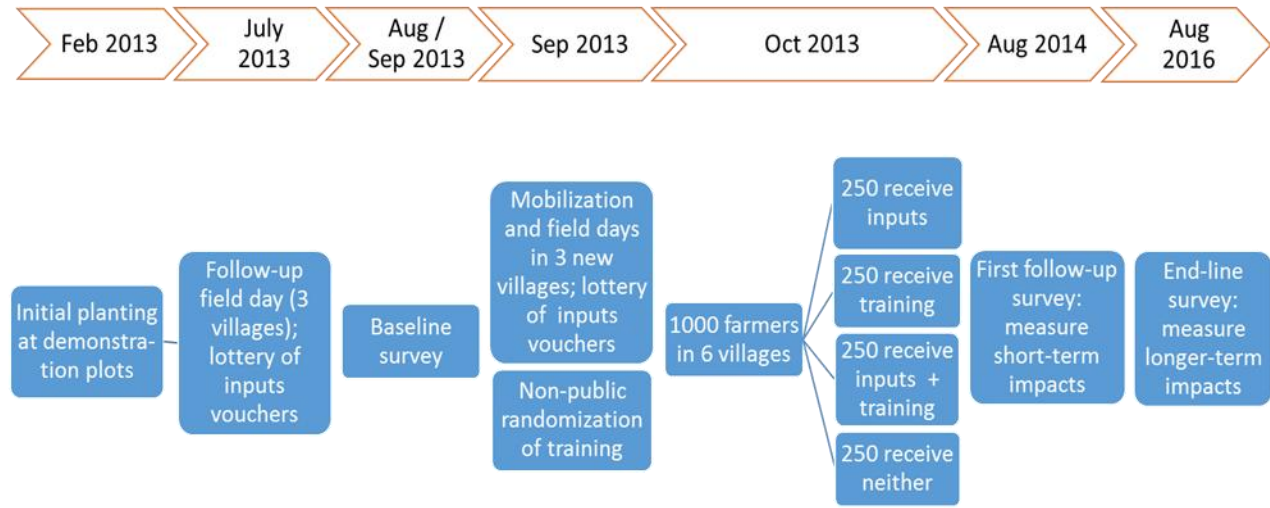 Feb 2013
July
2013
Aug /
Sep 2013
Sep 2013
Oct 2013
Aug 2014
Aug
2016
Initial planting
at demonstra-
tion plots
Follow-up
field day (3
villages);
lottery of
inputs
vouchers
Baseline
survey
Mobilization
and field days
in 3 new
villages; lottery
of inputs
vouchers
Non-public
randomization
of training
1000 farmers
in 6 villages
250 receive
inputs
250 receive
training
250 receive
inputs +
training
250 receive
neither
First follow-up
survey:
measure
short-term
impacts
End-line
survey:
measure
longer-term
impacts